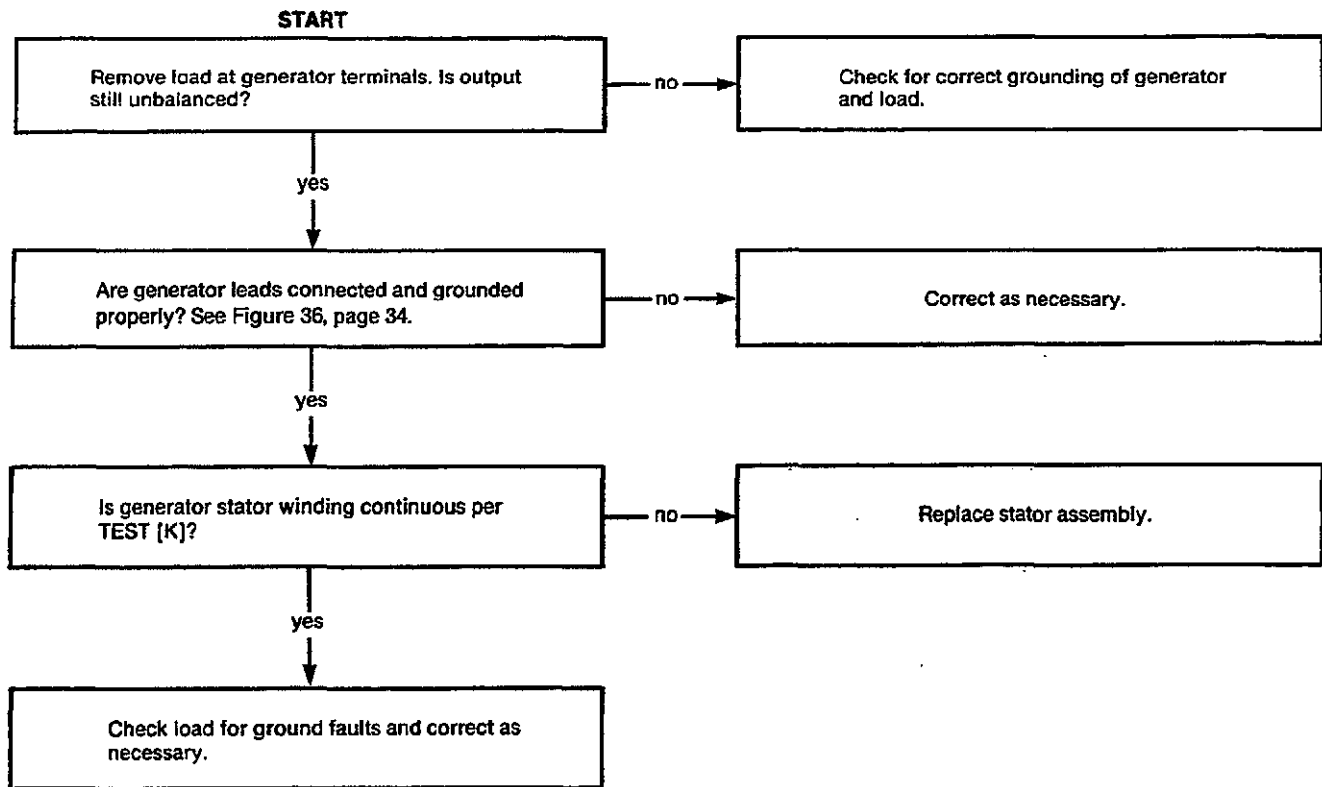 START
Remove load at generator terminals. Is output
still unbalanced?
no
Check for correct grounding of generator
and load.
yes
Are generator leads connected and grounded
properly? See Figure 36, page 34.
no
Correct as necessary.
yes
Is generator stator winding continuous per
TEST [K]?
no
Replace stator assembly.
yes
Check load for ground faults and correct as
necessary.